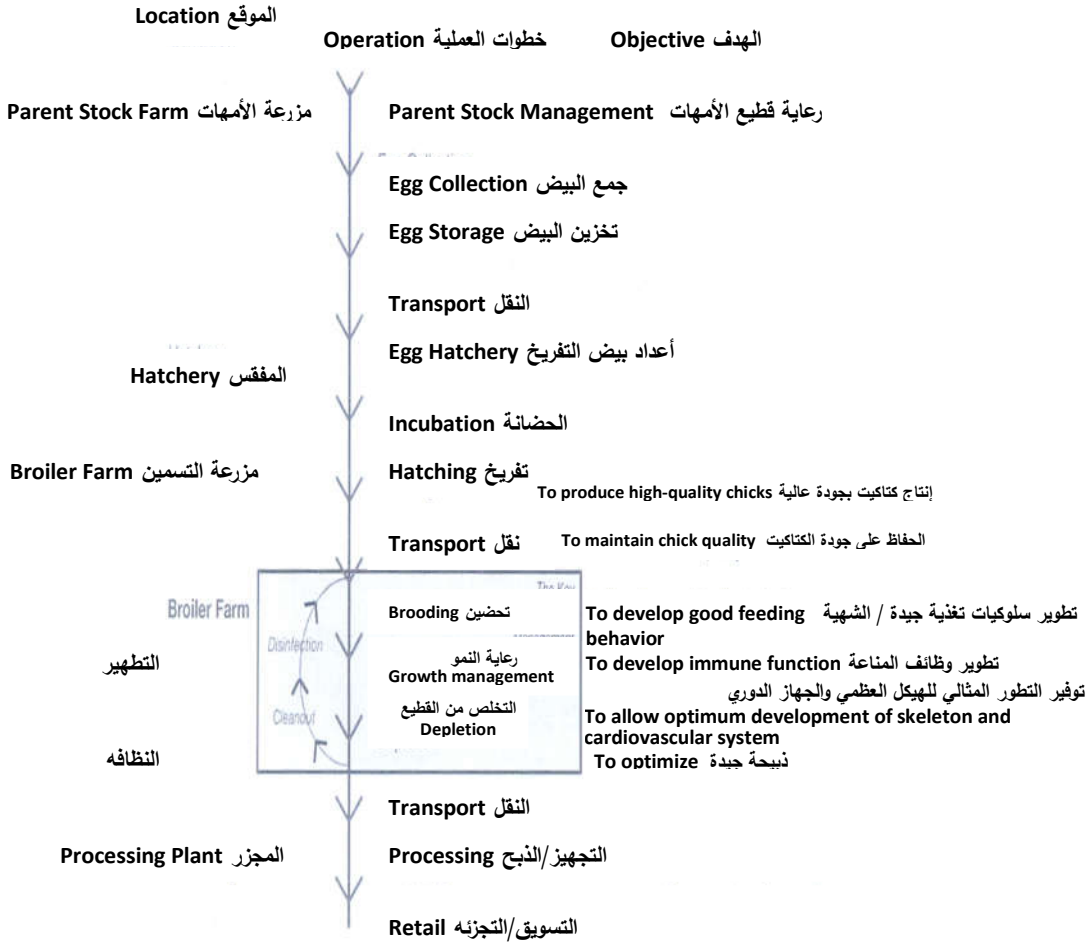 الموقع Location
خطوات العملية Operation
الهدف Objective
مزرعة الأمهات Parent Stock Farm
رعاية قطيع الأمهات Parent Stock Management
جمع البيض Egg Collection
تخزين البيض Egg Storage
النقل Transport
أعداد بيض التفريخ Egg Hatchery
المفقس Hatchery
الحضانة Incubation
مزرعة التسمين Broiler Farm
تفريخ Hatching
إنتاج كتاكيت بجودة عالية To produce high-quality chicks
نقل Transport
الحفاظ على جودة الكتاكيت To maintain chick quality
The Key
Broiler Farm
تحضين Brooding
تطوير سلوكيات تغذية جيدة / الشهية To develop good feeding
behavior
Disinfection
التطهير
رعاية النمو
Growth management
تطوير وظائف المناعة To develop immune function
توفير التطور المثالي للهيكل العظمي والجهاز الدوري
Cleanout
التخلص من القطيع
Depletion
To allow optimum development of skeleton and
cardiovascular system
النظافه
ذبيحة جيدة To optimize
النقل Transport
المجزر Processing Plant
التجهيز/الذبح Processing
التسويق/التجزئه Retail